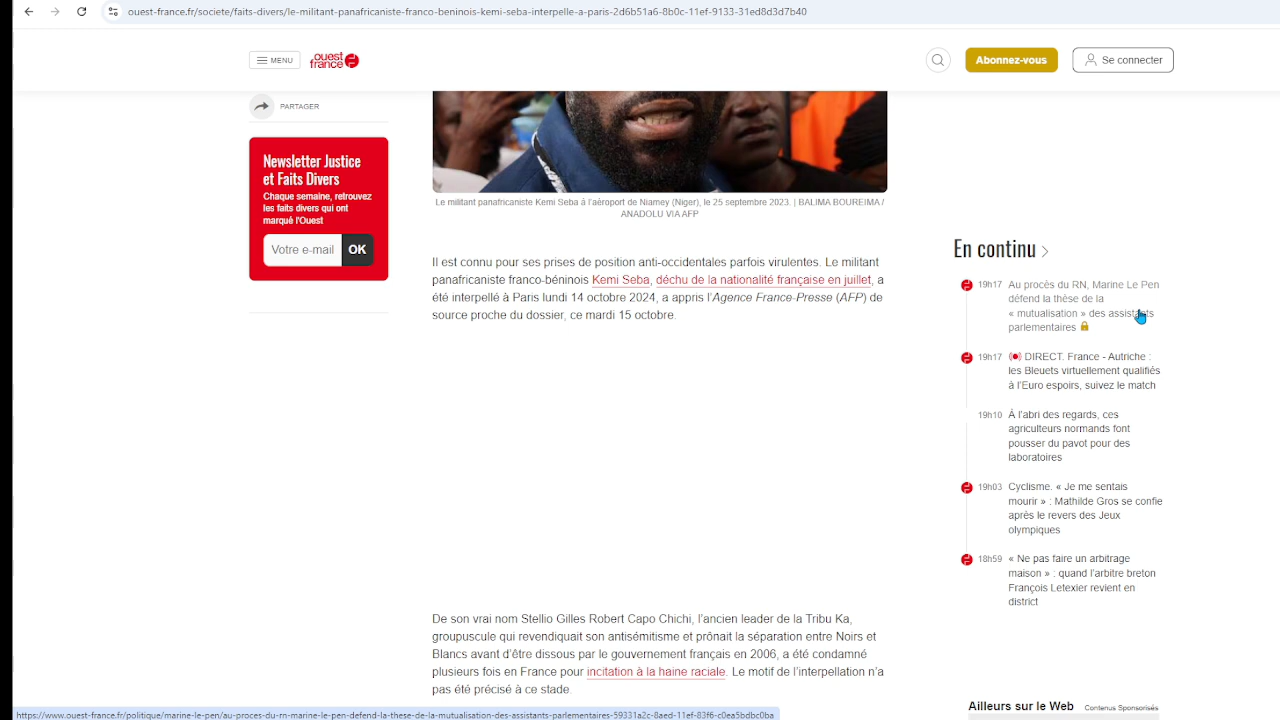 ouest-france.fr/societe/faits-divers/le-militant-panafricaniste-franco-beninois-kemi-seba-interpelle-a-paris-2d6b51a6-8b0c-11ef-9133-31ed8d3d7b40
MENU
ouest
france
Abonnez-vous
Se connecter
PARTAGER
Newsletter Justice
et Faits Divers
Chaque semaine, retrouvez
les faits divers qui ont
marqué l'Ouest
Votre e-mail
OK
Le militant panafricaniste Kemi Seba à l'aéroport de Niamey (Niger), le 25 septembre 2023. | BALIMA BOUREIMA /
ANADOLU VIA AFP
Il est connu pour ses prises de position anti-occidentales parfois virulentes. Le militant
panafricaniste franco-béninois Kemi Seba, déchu de la nationalité française en juillet, a
été interpellé à Paris lundi 14 octobre 2024, a appris l'Agence France-Presse (AFP) de
source proche du dossier, ce mardi 15 octobre.
De son vrai nom Stellio Gilles Robert Capo Chichi, l'ancien leader de la Tribu Ka,
groupuscule qui revendiquait son antisémitisme et prônait la séparation entre Noirs et
Blancs avant d'être dissous par le gouvernement français en 2006, a été condamné
plusieurs fois en France pour incitation à la haine raciale. Le motif de l'interpellation n'a
pas été précisé à ce stade.
En continu
19h17 Au procès du RN, Marine Le Pen
défend la thèse de la
« mutualisation » des assistants
parlementaires
19h17 DIRECT. France - Autriche :
les Bleuets virtuellement qualifiés
à l'Euro espoirs, suivez le match
19h10 À l'abri des regards, ces
agriculteurs normands font
pousser du pavot pour des
laboratoires
19h03 Cyclisme. « Je me sentais
mourir » : Mathilde Gros se confie
après le revers des Jeux
olympiques
18h59 « Ne pas faire un arbitrage
maison » : quand l'arbitre breton
François Letexier revient en
district
Ailleurs sur le Web Contenus Sponsorisés
https://www.ouest-france.fr/politique/marine-le-pen/au-proces-du-rn-marine-le-pen-defend-la-these-de-la-mutualisation-des-assistants-parlementaires-59331a2c-8aed-11ef-83f6-c0ea5bdbc0ba